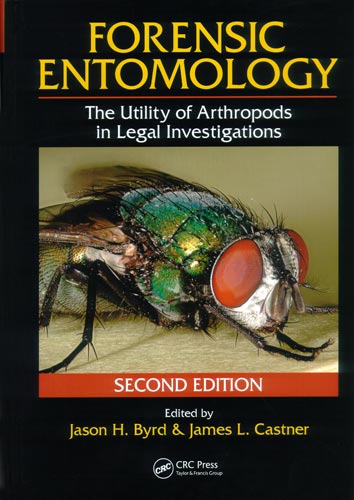 FORENSIC
ENTOMOLOGY
The Utility of Arthropods
in Legal Investigations
SECOND EDITION
Edited by
Jason H. Byrd & James L. Castner
CRC
CRC Press
Taylor & Francis Group